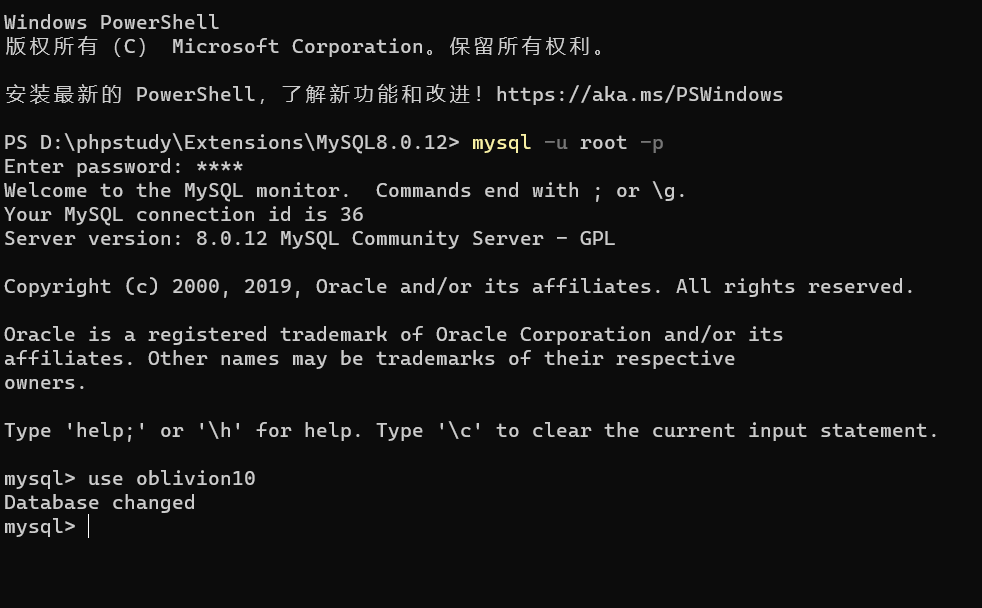 Windows PowerShell
版权所有（C） Microsoft Corporation。保留所有权利。
安装最新的 PowerShell，了解新功能和改进！https://aka.ms/PSWindows
PS D:\phpstudy\Extensions\MySQL8.0.12> mysql -u root -p
Enter password: ****
Welcome to the MySQL monitor.  Commands end with ; or \g.
Your MySQL connection id is 36
Server version: 8.0.12 MySQL Community Server - GPL
Copyright (c) 2000, 2019, Oracle and/or its affiliates. All rights reserved.
Oracle is a registered trademark of Oracle Corporation and/or its
affiliates. Other names may be trademarks of their respective
owners.
Type 'help;' or '\h' for help. Type '\c' to clear the current input statement.
mysql> use oblivion10
Database changed
mysql>